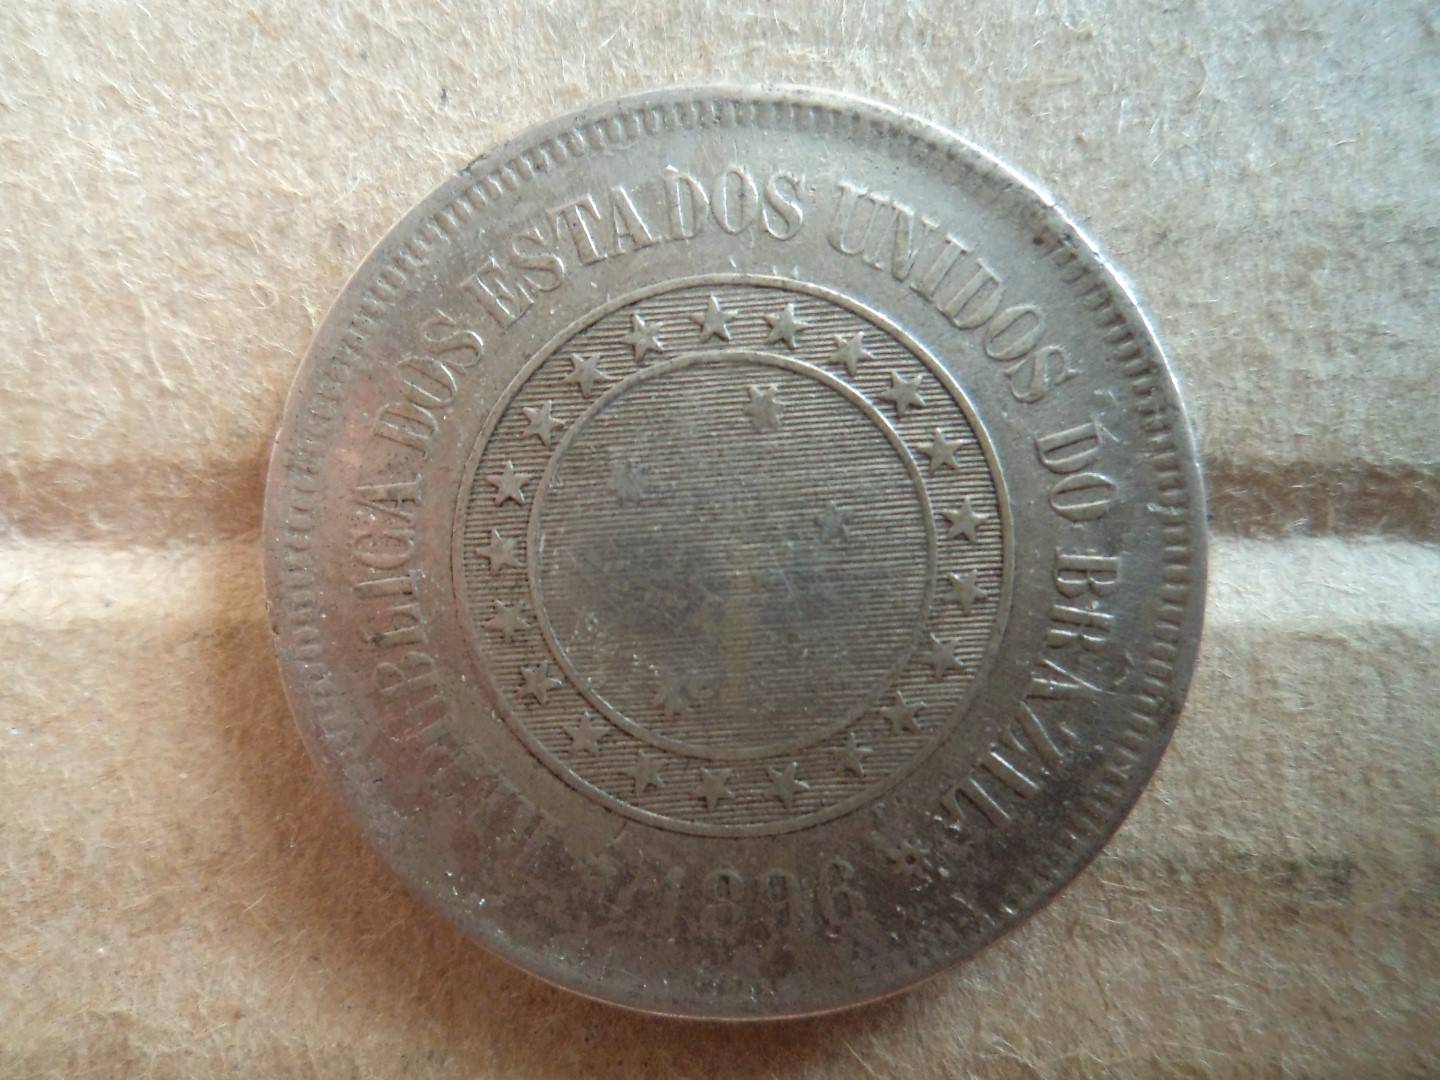 REPUBLICA DOS ESTADOS UNIDOS DO BRAZIL
1896